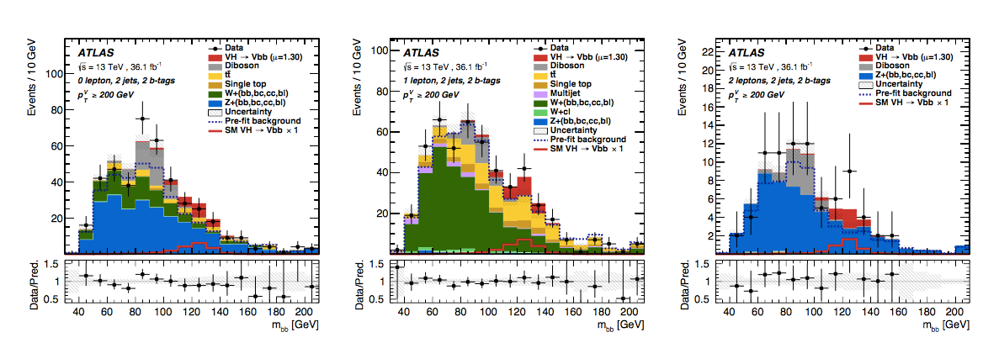 ATLAS
√s = 13 TeV , 36.1 fb⁻¹
0 lepton, 2 jets, 2 b-tags
p_T^V ≥ 200 GeV
Data
VH → Vbb (μ=1.30)
Diboson
tt̄
Single top
W+(bb,bc,cc,bl)
Z+(bb,bc,cc,bl)
Uncertainty
Pre-fit background
SM VH → Vbb × 1
Events / 10 GeV
100
80
60
40
20
Data/Pred.
1.5
1
0.5
40 60 80 100 120 140 160 180 200
m_bb [GeV]
ATLAS
√s = 13 TeV , 36.1 fb⁻¹
1 lepton, 2 jets, 2 b-tags
p_T^V ≥ 200 GeV
Data
VH → Vbb (μ=1.30)
Diboson
tt̄
Single top
Multijet
W+(bb,bc,cc,bl)
W+cl
Z+(bb,bc,cc,bl)
Uncertainty
Pre-fit background
SM VH → Vbb × 1
Events / 10 GeV
100
80
60
40
20
Data/Pred.
1.5
1
0.5
40 60 80 100 120 140 160 180 200
m_bb [GeV]
ATLAS
√s = 13 TeV , 36.1 fb⁻¹
2 leptons, 2 jets, 2 b-tags
p_T^V ≥ 200 GeV
Data
VH → Vbb (μ=1.30)
Diboson
Z+(bb,bc,cc,bl)
Uncertainty
Pre-fit background
SM VH → Vbb × 1
Events / 10 GeV
22
20
18
16
14
12
10
8
6
4
2
Data/Pred.
1.5
1
0.5
40 60 80 100 120 140 160 180 200
m_bb [GeV]